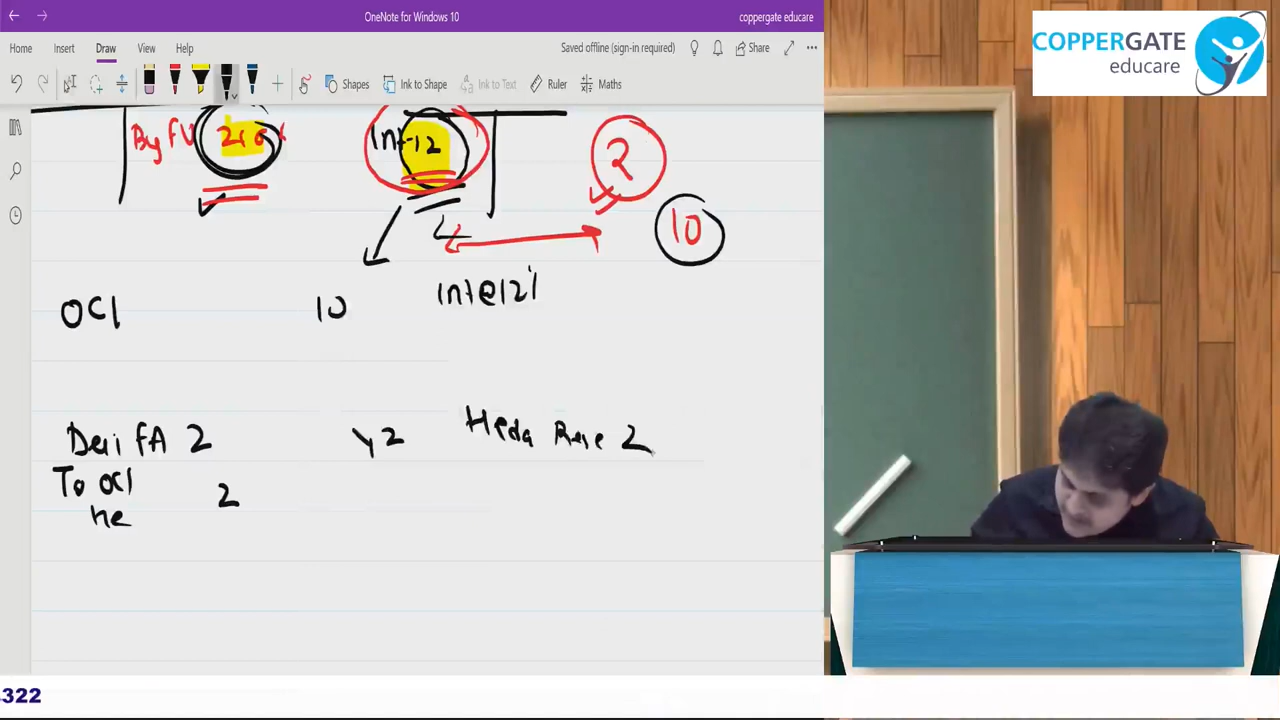 OneNote for Windows 10
coppergate educare
Home Insert Draw View Help
Saved offline (sign-in required)
Share
Shapes
Ink to Shape
Ink to Text
Ruler
Maths
COPPERGATE
educare
By FV
Int 12
2
10
Int@12%
OCI 10
Deri FA 2 Y2 2
To OCI
he 2
322